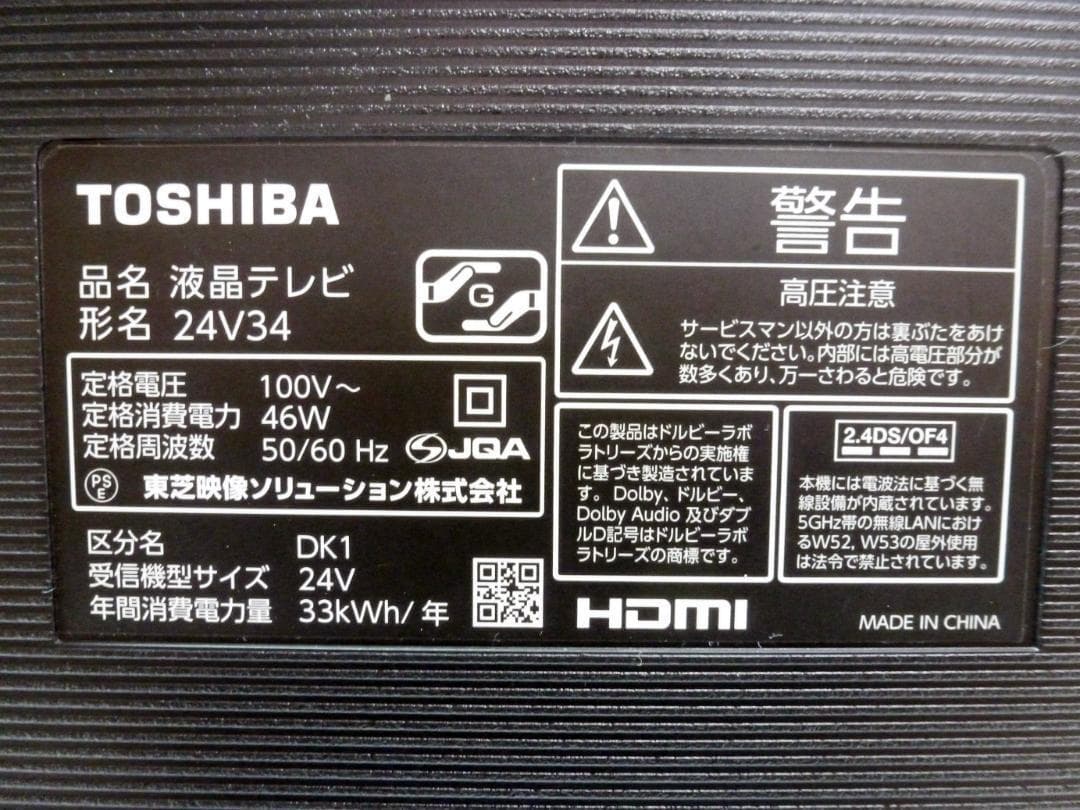 TOSHIBA
品名 液晶テレビ
形名 24V34
G
定格電圧 100V～
定格消費電力 46W
定格周波数 50/60 Hz
JQA
PS
E
東芝映像ソリューション株式会社
区分名 DK1
受信機型サイズ 24V
年間消費電力量 33kWh/年
警告
高圧注意
サービスマン以外の方は裏ぶたをあけ
ないでください。内部には高電圧部分が
数多くあり、万一さわると危険です。
この製品はドルビーラボ
ラトリーズからの実施権
に基づき製造されていま
す。Dolby、ドルビー、
Dolby Audio 及びダブ
ルD記号はドルビーラボ
ラトリーズの商標です。
2.4DS/OF4
本機には電波法に基づく無
線設備が内蔵されています。
5GHz帯の無線LANにおけ
るW52, W53の屋外使用
は法令で禁止されています。
HDMI
MADE IN CHINA